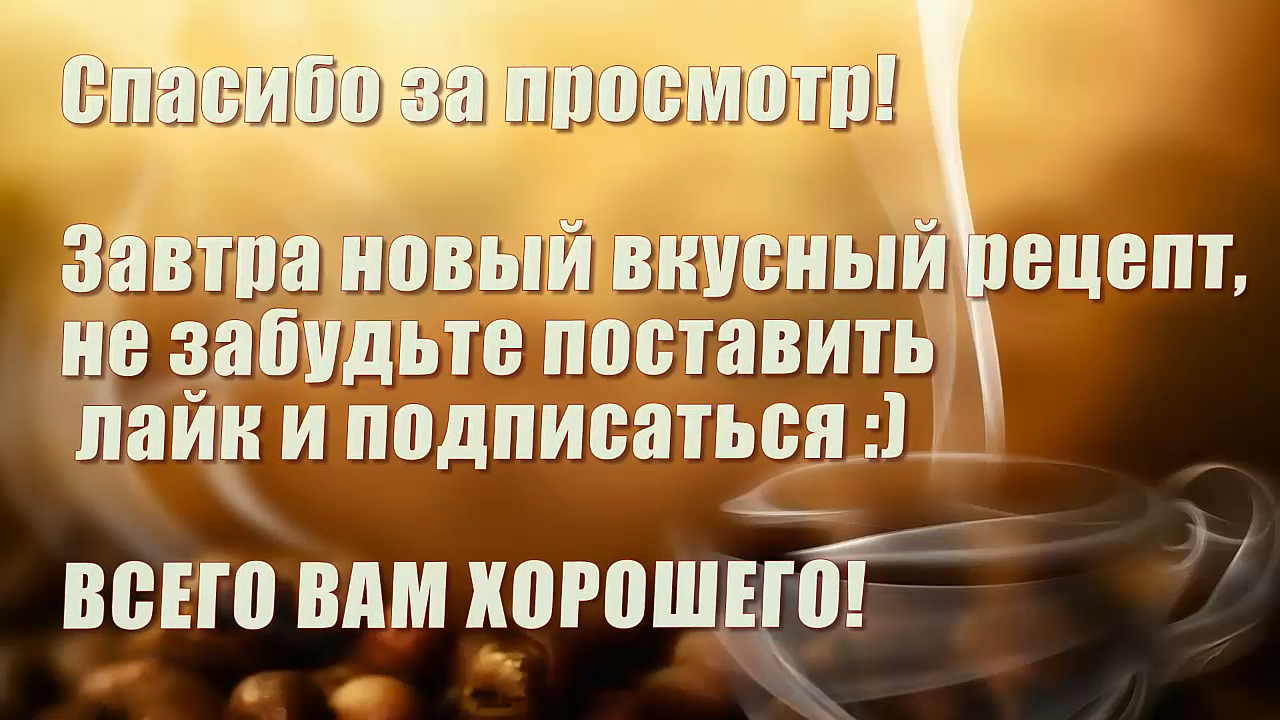 Спасибо за просмотр!
Завтра новый вкусный рецепт,
не забудьте поставить
лайк и подписаться :)
ВСЕГО ВАМ ХОРОШЕГО!